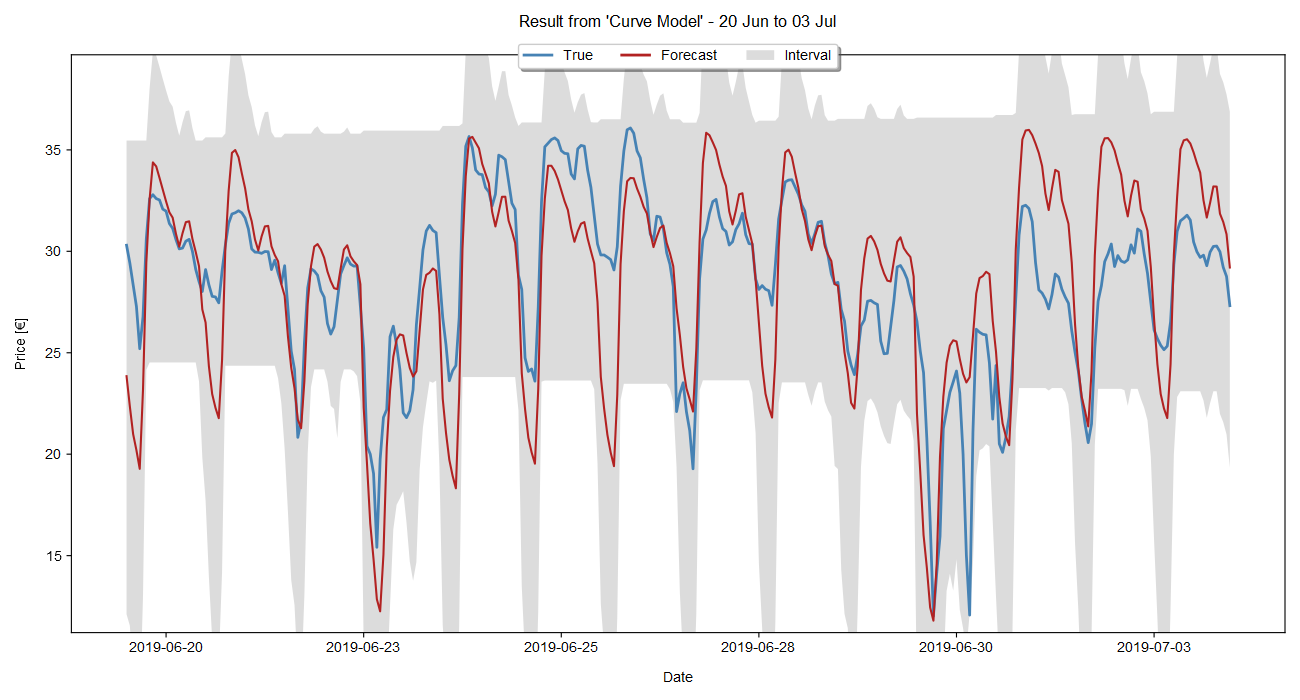 Result from 'Curve Model' - 20 Jun to 03 Jul
True Forecast Interval
35
30
25
20
15
Price [€]
2019-06-20 2019-06-23 2019-06-25 2019-06-28 2019-06-30 2019-07-03
Date